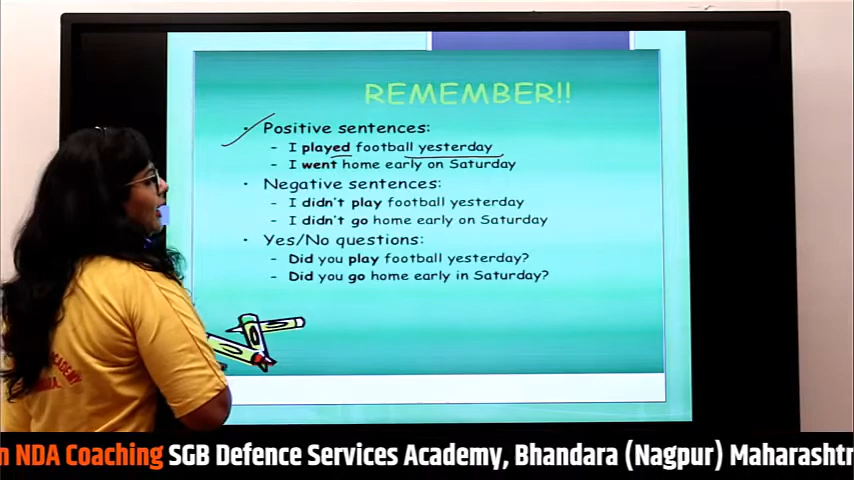 REMEMBER!!
• Positive sentences:
- I played football yesterday
- I went home early on Saturday
• Negative sentences:
- I didn't play football yesterday
- I didn't go home early on Saturday
• Yes/No questions:
- Did you play football yesterday?
- Did you go home early in Saturday?
ACADEMY
n NDA Coaching SGB Defence Services Academy, Bhandara (Nagpur) Maharashtr